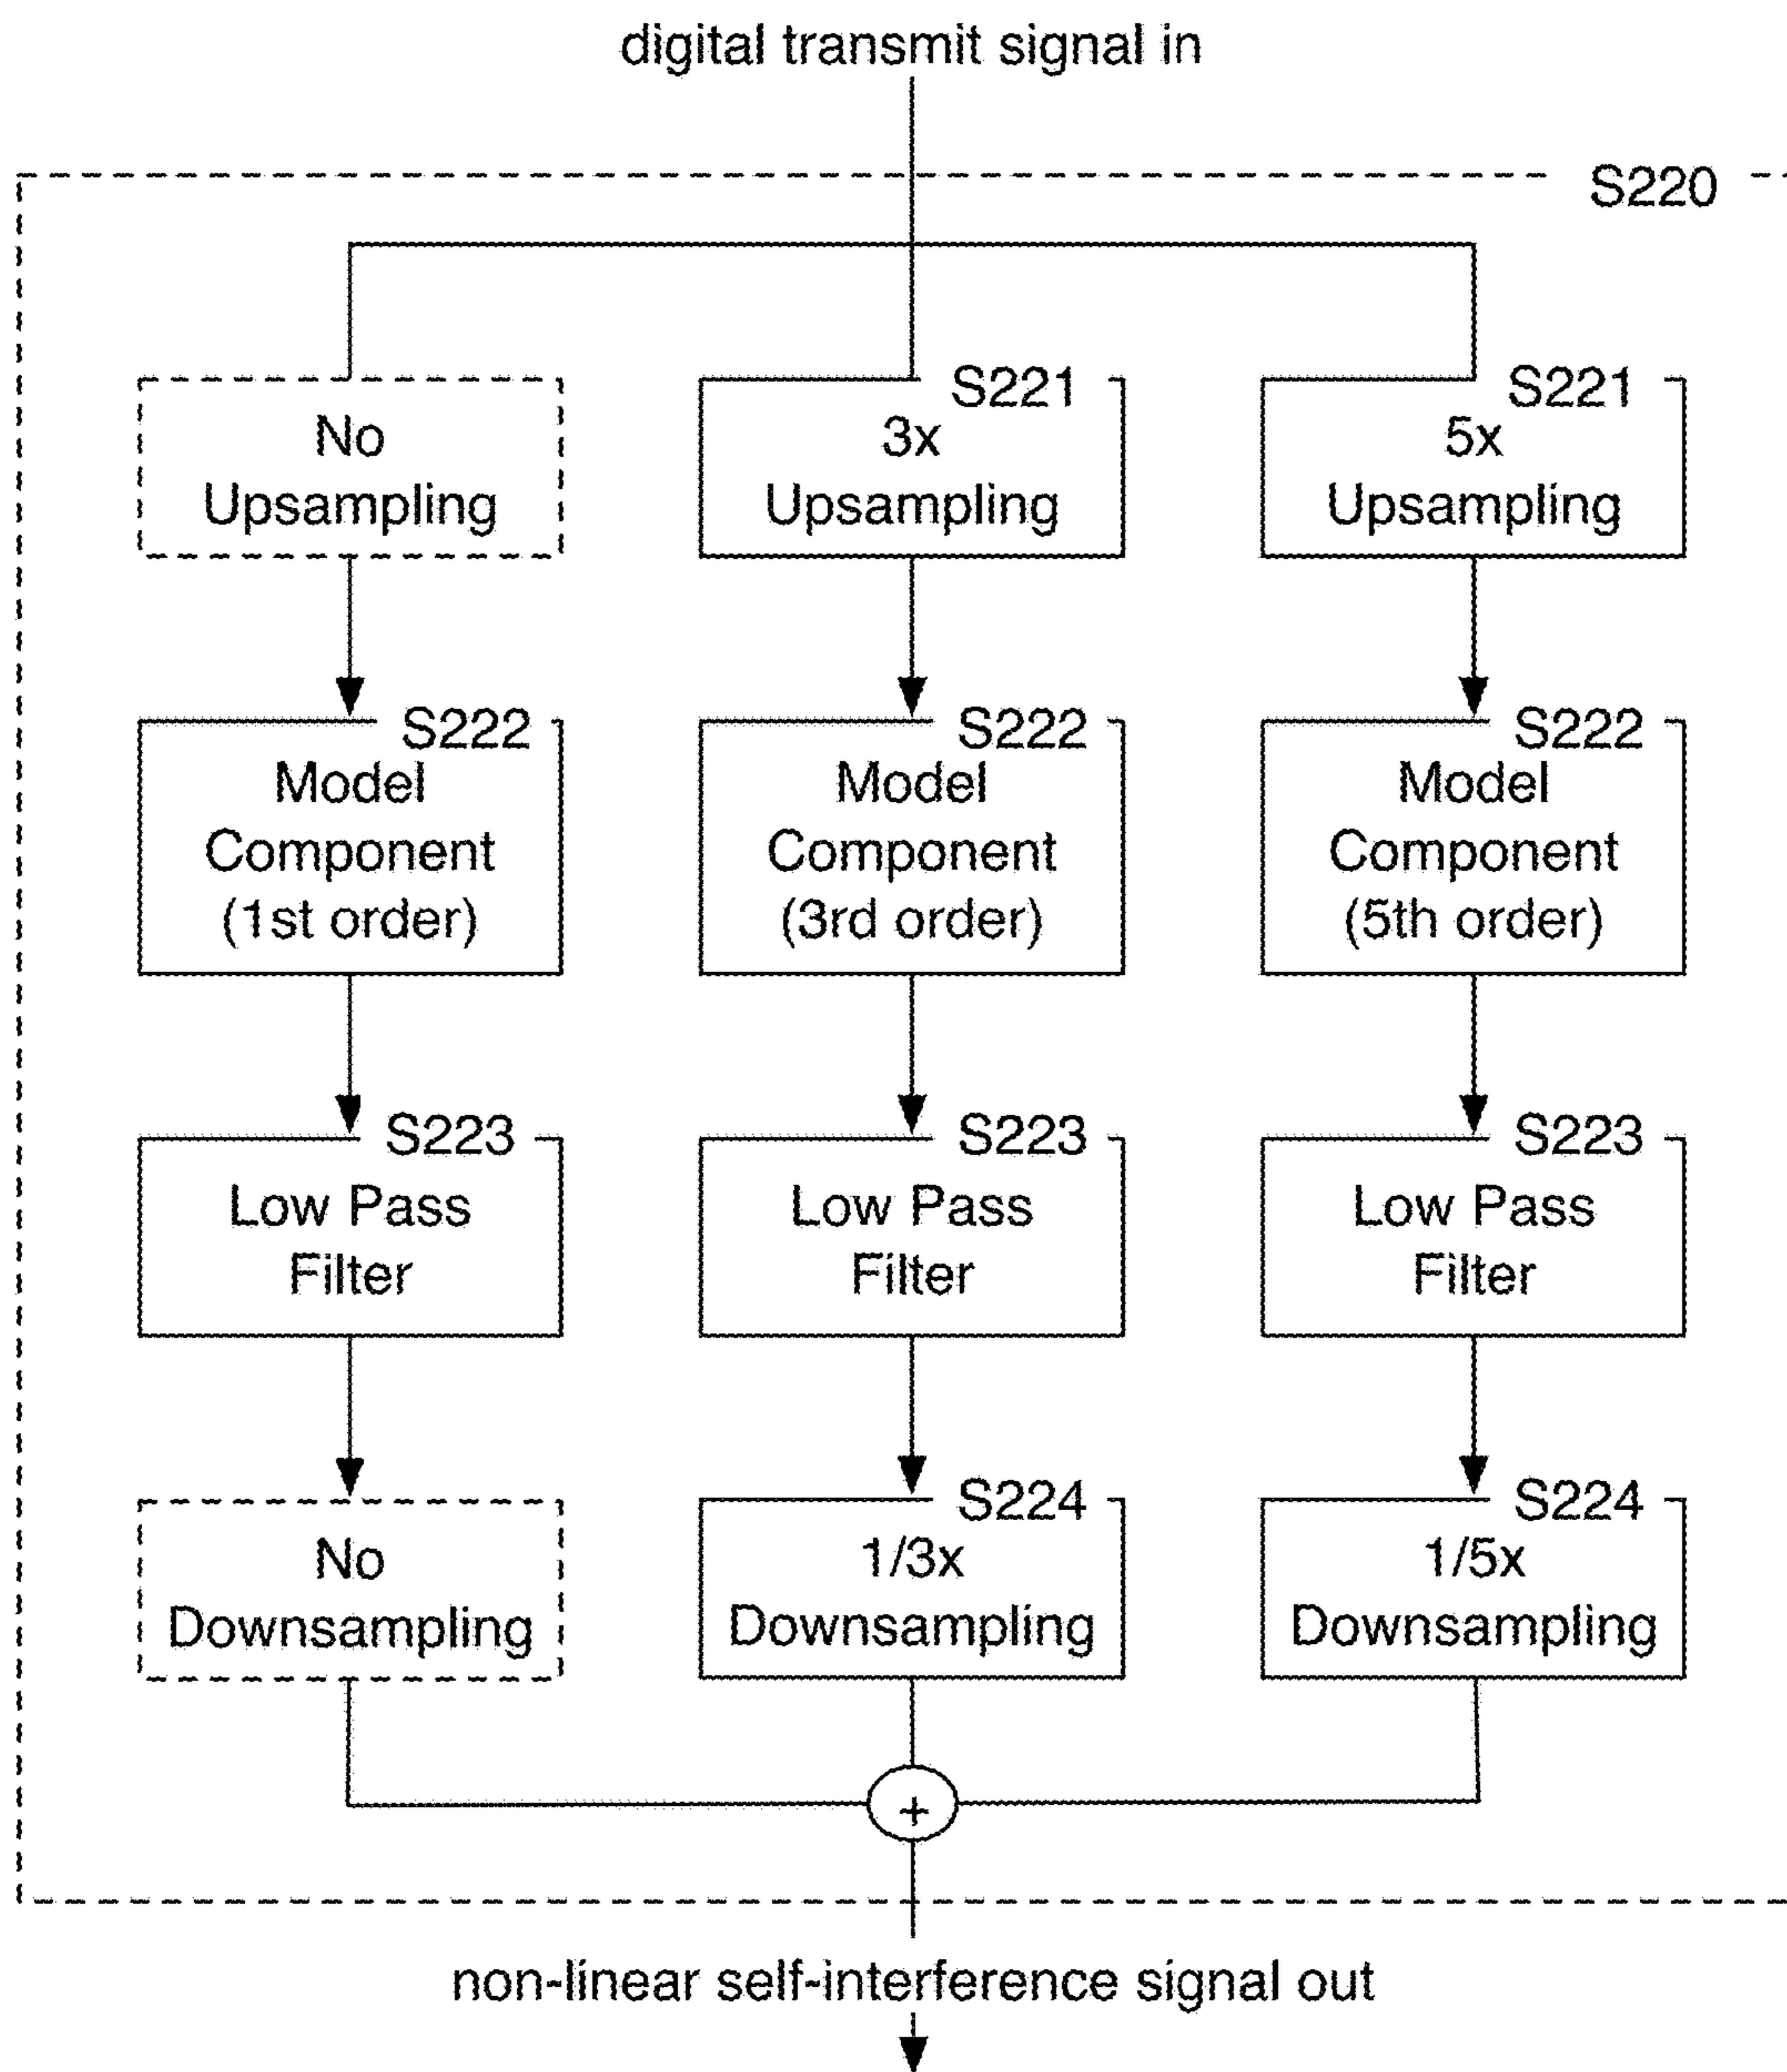 digital transmit signal in
S220
S221
S221
No
3x
5x
Upsampling
Upsampling
Upsampling
S222
S222
S222
Model
Model
Model
Component
Component
Component
(1st order)
(3rd order)
(5th order)
S223
S223
S223
Low Pass
Low Pass
Low Pass
Filter
Filter
Filter
S224
S224
No
1/3x
1/5x
Downsampling
Downsampling
Downsampling
+
non-linear self-interference signal out